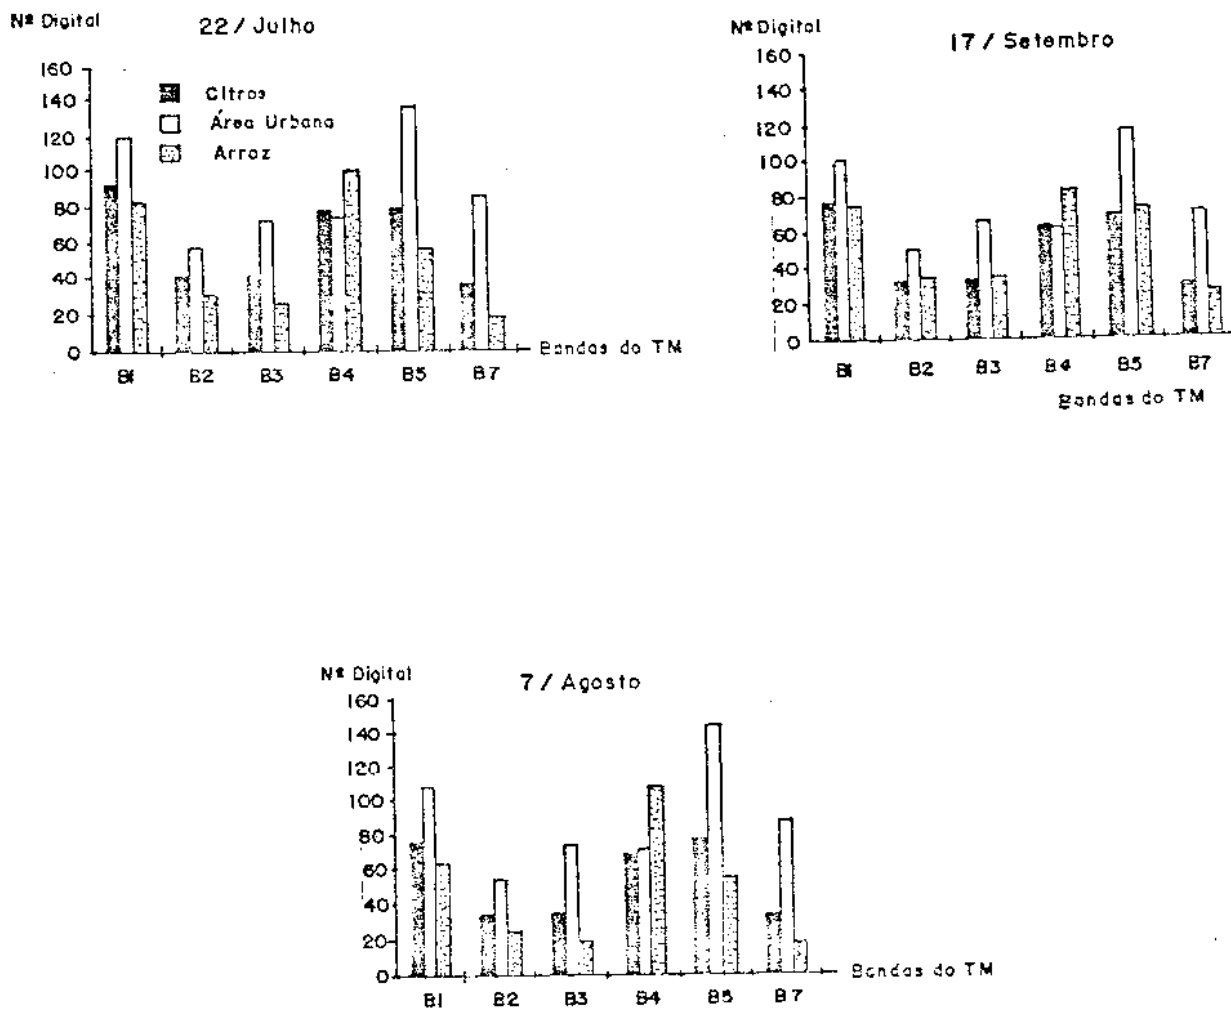 Nº Digital
22 / Julho
160
140
120
100
80
60
40
20
0
Citros
Área Urbana
Arroz
B1 B2 B3 B4 B5 B7
Bandas do TM
Nº Digital
17 / Setembro
160
140
120
100
80
60
40
20
0
B1 B2 B3 B4 B5 B7
Bandas do TM
Nº Digital
7 / Agosto
160
140
120
100
80
60
40
20
0
B1 B2 B3 B4 B5 B7
Bandas do TM